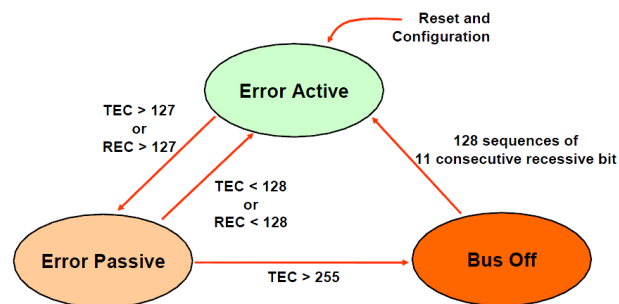 Reset and
Configuration
Error Active
TEC > 127
or
REC > 127
128 sequences of
11 consecutive recessive bit
TEC < 128
or
REC < 128
Error Passive
Bus Off
TEC > 255